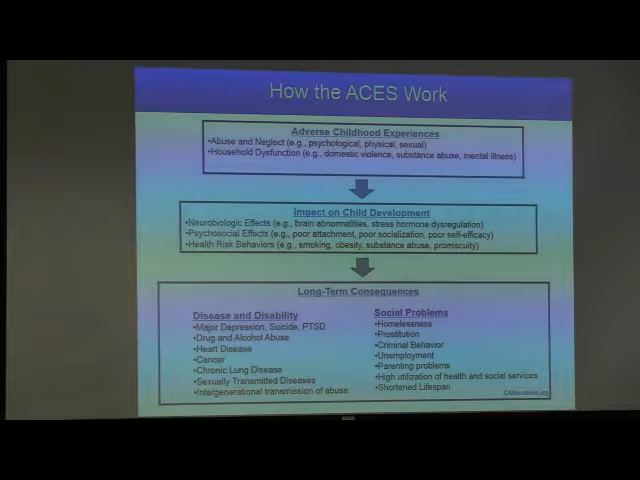 How the ACES Work
Adverse Childhood Experiences
•Abuse and Neglect (e.g., psychological, physical, sexual)
•Household Dysfunction (e.g., domestic violence, substance abuse, mental illness)
Impact on Child Development
•Neurobiologic Effects (e.g., brain abnormalities, stress hormone dysregulation)
•Psychosocial Effects (e.g., poor attachment, poor socialization, poor self-efficacy)
•Health Risk Behaviors (e.g., smoking, obesity, substance abuse, promiscuity)
Long-Term Consequences
Disease and Disability
•Major Depression, Suicide, PTSD
•Drug and Alcohol Abuse
•Heart Disease
•Cancer
•Chronic Lung Disease
•Sexually Transmitted Diseases
•Intergenerational transmission of abuse
Social Problems
•Homelessness
•Prostitution
•Criminal Behavior
•Unemployment
•Parenting problems
•High utilization of health and social services
•Shortened Lifespan